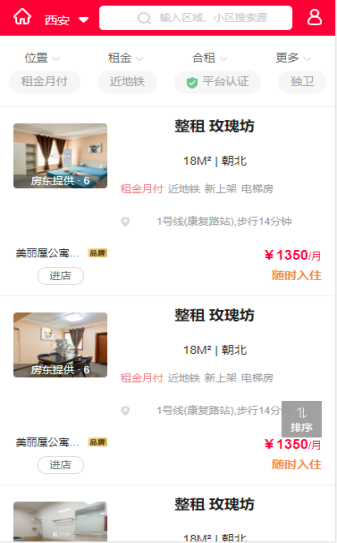 西安
输入区域、小区搜索源
位置 租金 合租 更多
租金月付 近地铁 平台认证 独卫
整租 玫瑰坊
18M² | 朝北
房东提供 · 6
租金月付 近地铁 新上架 电梯房
1号线(康复路站),步行14分钟
美丽屋公寓... 品牌 ¥1350/月
进店 随时入住
整租 玫瑰坊
18M² | 朝北
房东提供 · 6
租金月付 近地铁 新上架 电梯房
1号线(康复路站),步行14分
排序
美丽屋公寓... 品牌 ¥1350/月
进店 随时入住
整租 玫瑰坊
18M² | 朝北